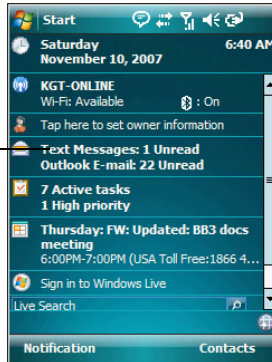 Start
Saturday 6:40 AM
November 10, 2007
KGT-ONLINE
Wi-Fi: Available : On
Tap here to set owner information
Text Messages: 1 Unread
Outlook E-mail: 22 Unread
7 Active tasks
1 High priority
Thursday: FW: Updated: BB3 docs
meeting
6:00PM-7:00PM (USA Toll Free:1866 4...
Sign in to Windows Live
Live Search
Notification Contacts